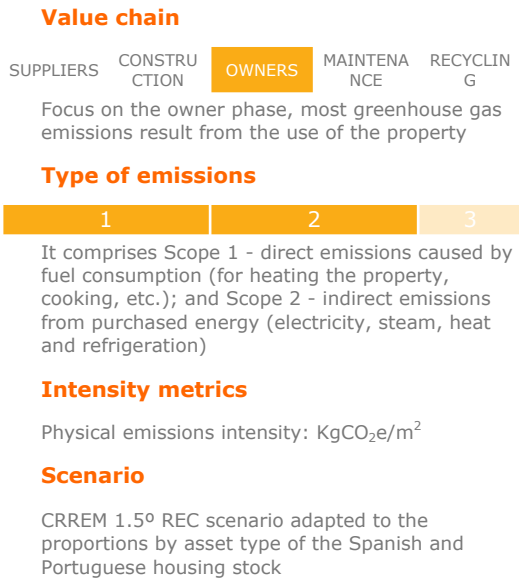 Value chain
SUPPLIERS CONSTRU CTION OWNERS MAINTENA NCE RECYCLIN G
Focus on the owner phase, most greenhouse gas
emissions result from the use of the property
Type of emissions
1 2 3
It comprises Scope 1 - direct emissions caused by
fuel consumption (for heating the property,
cooking, etc.); and Scope 2 - indirect emissions
from purchased energy (electricity, steam, heat
and refrigeration)
Intensity metrics
Physical emissions intensity: KgCO₂e/m²
Scenario
CRREM 1.5º REC scenario adapted to the
proportions by asset type of the Spanish and
Portuguese housing stock